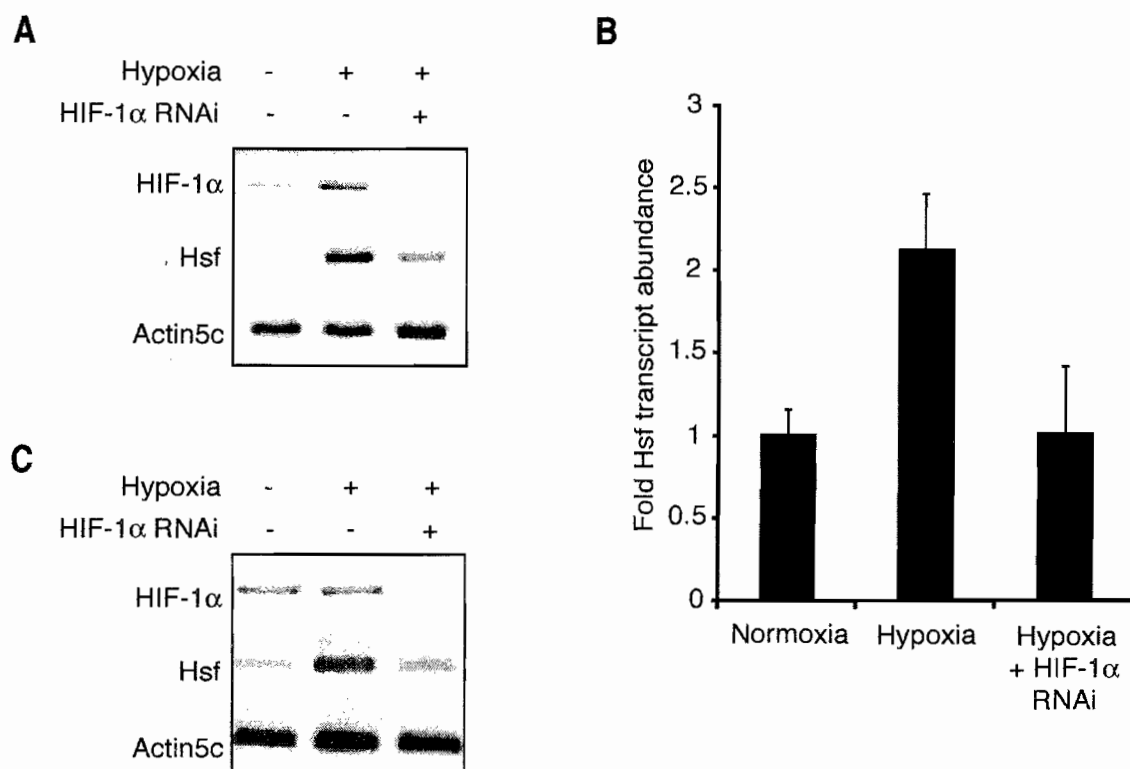 A
Hypoxia - + +
HIF-1α RNAi - - +
HIF-1α
Hsf
Actin5c
B
Fold Hsf transcript abundance
3
2.5
2
1.5
1
0.5
0
Normoxia
Hypoxia
Hypoxia
+ HIF-1α
RNAi
C
Hypoxia - + +
HIF-1α RNAi - - +
HIF-1α
Hsf
Actin5c